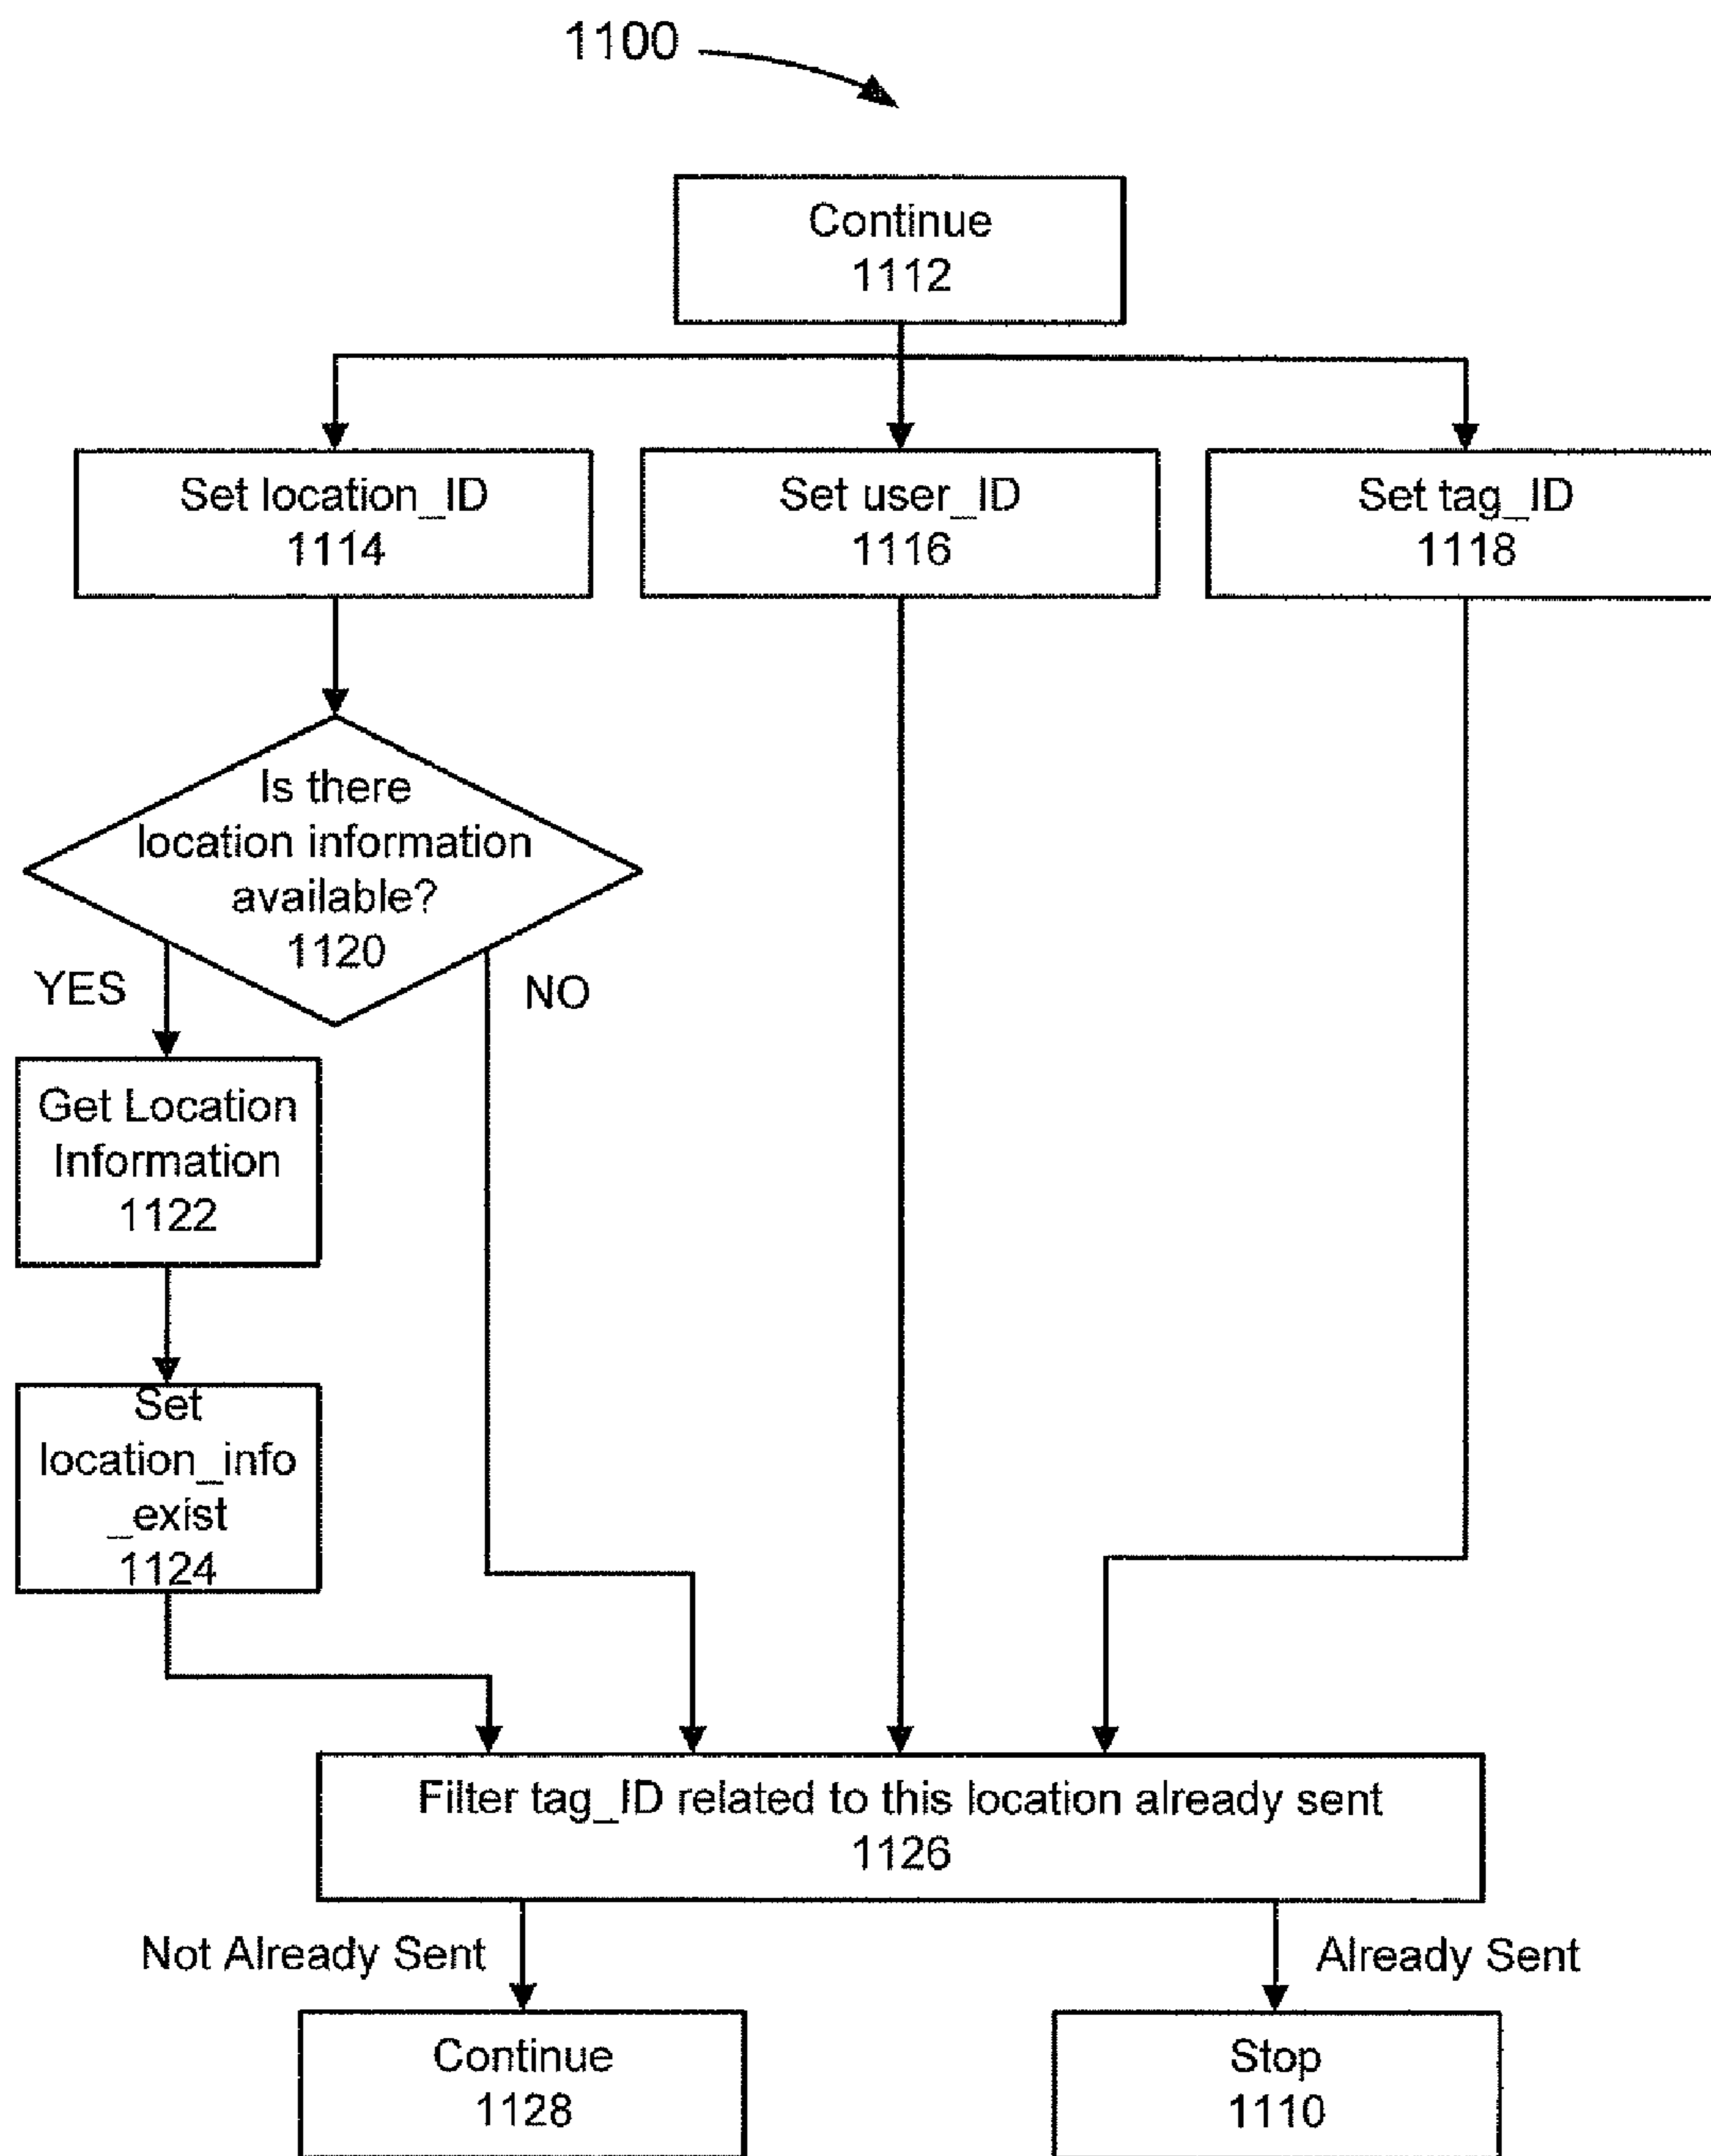 1100
Continue
1112
Set location_ID
1114
Set user_ID
1116
Set tag_ID
1118
Is there
location information
available?
1120
YES
NO
Get Location
Information
1122
Set
location_info
_exist
1124
Filter tag_ID related to this location already sent
1126
Not Already Sent
Already Sent
Continue
1128
Stop
1110